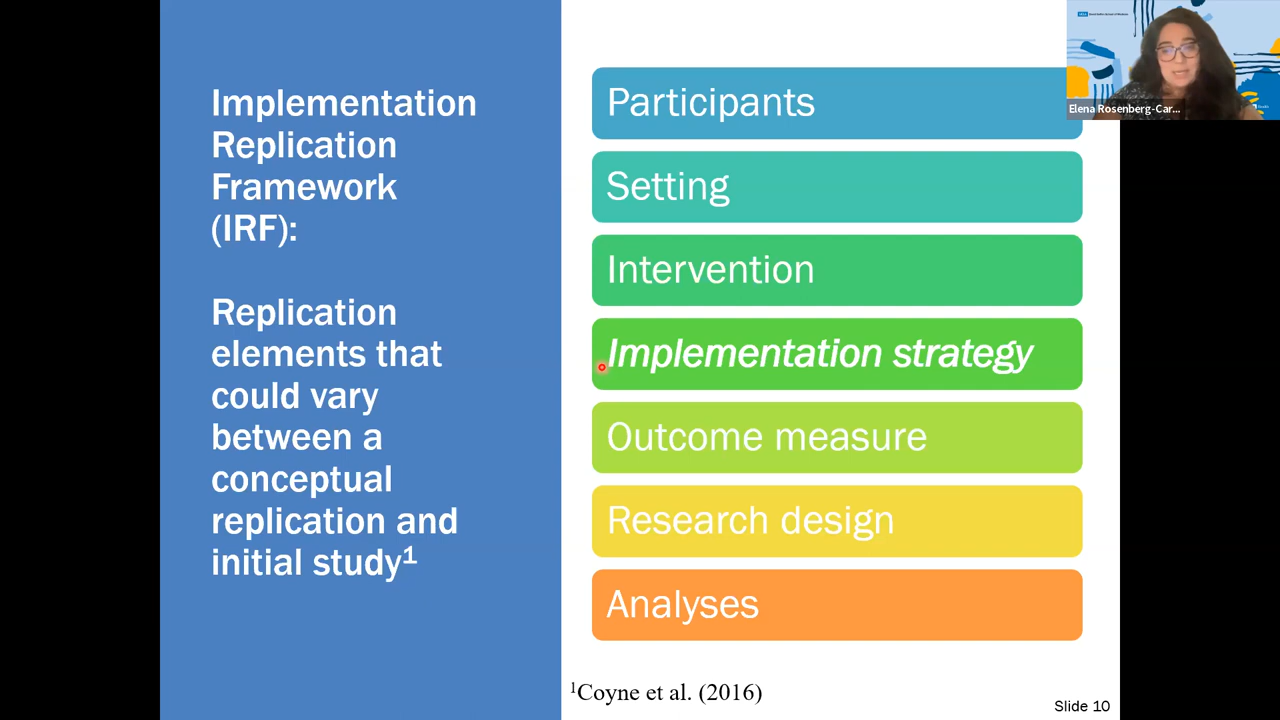 Implementation
Replication
Framework
(IRF):
Replication
elements that
could vary
between a
conceptual
replication and
initial study¹
Participants
Setting
Intervention
Implementation strategy
Outcome measure
Research design
Analyses
¹Coyne et al. (2016)
Slide 10
Elena Rosenberg-Car...